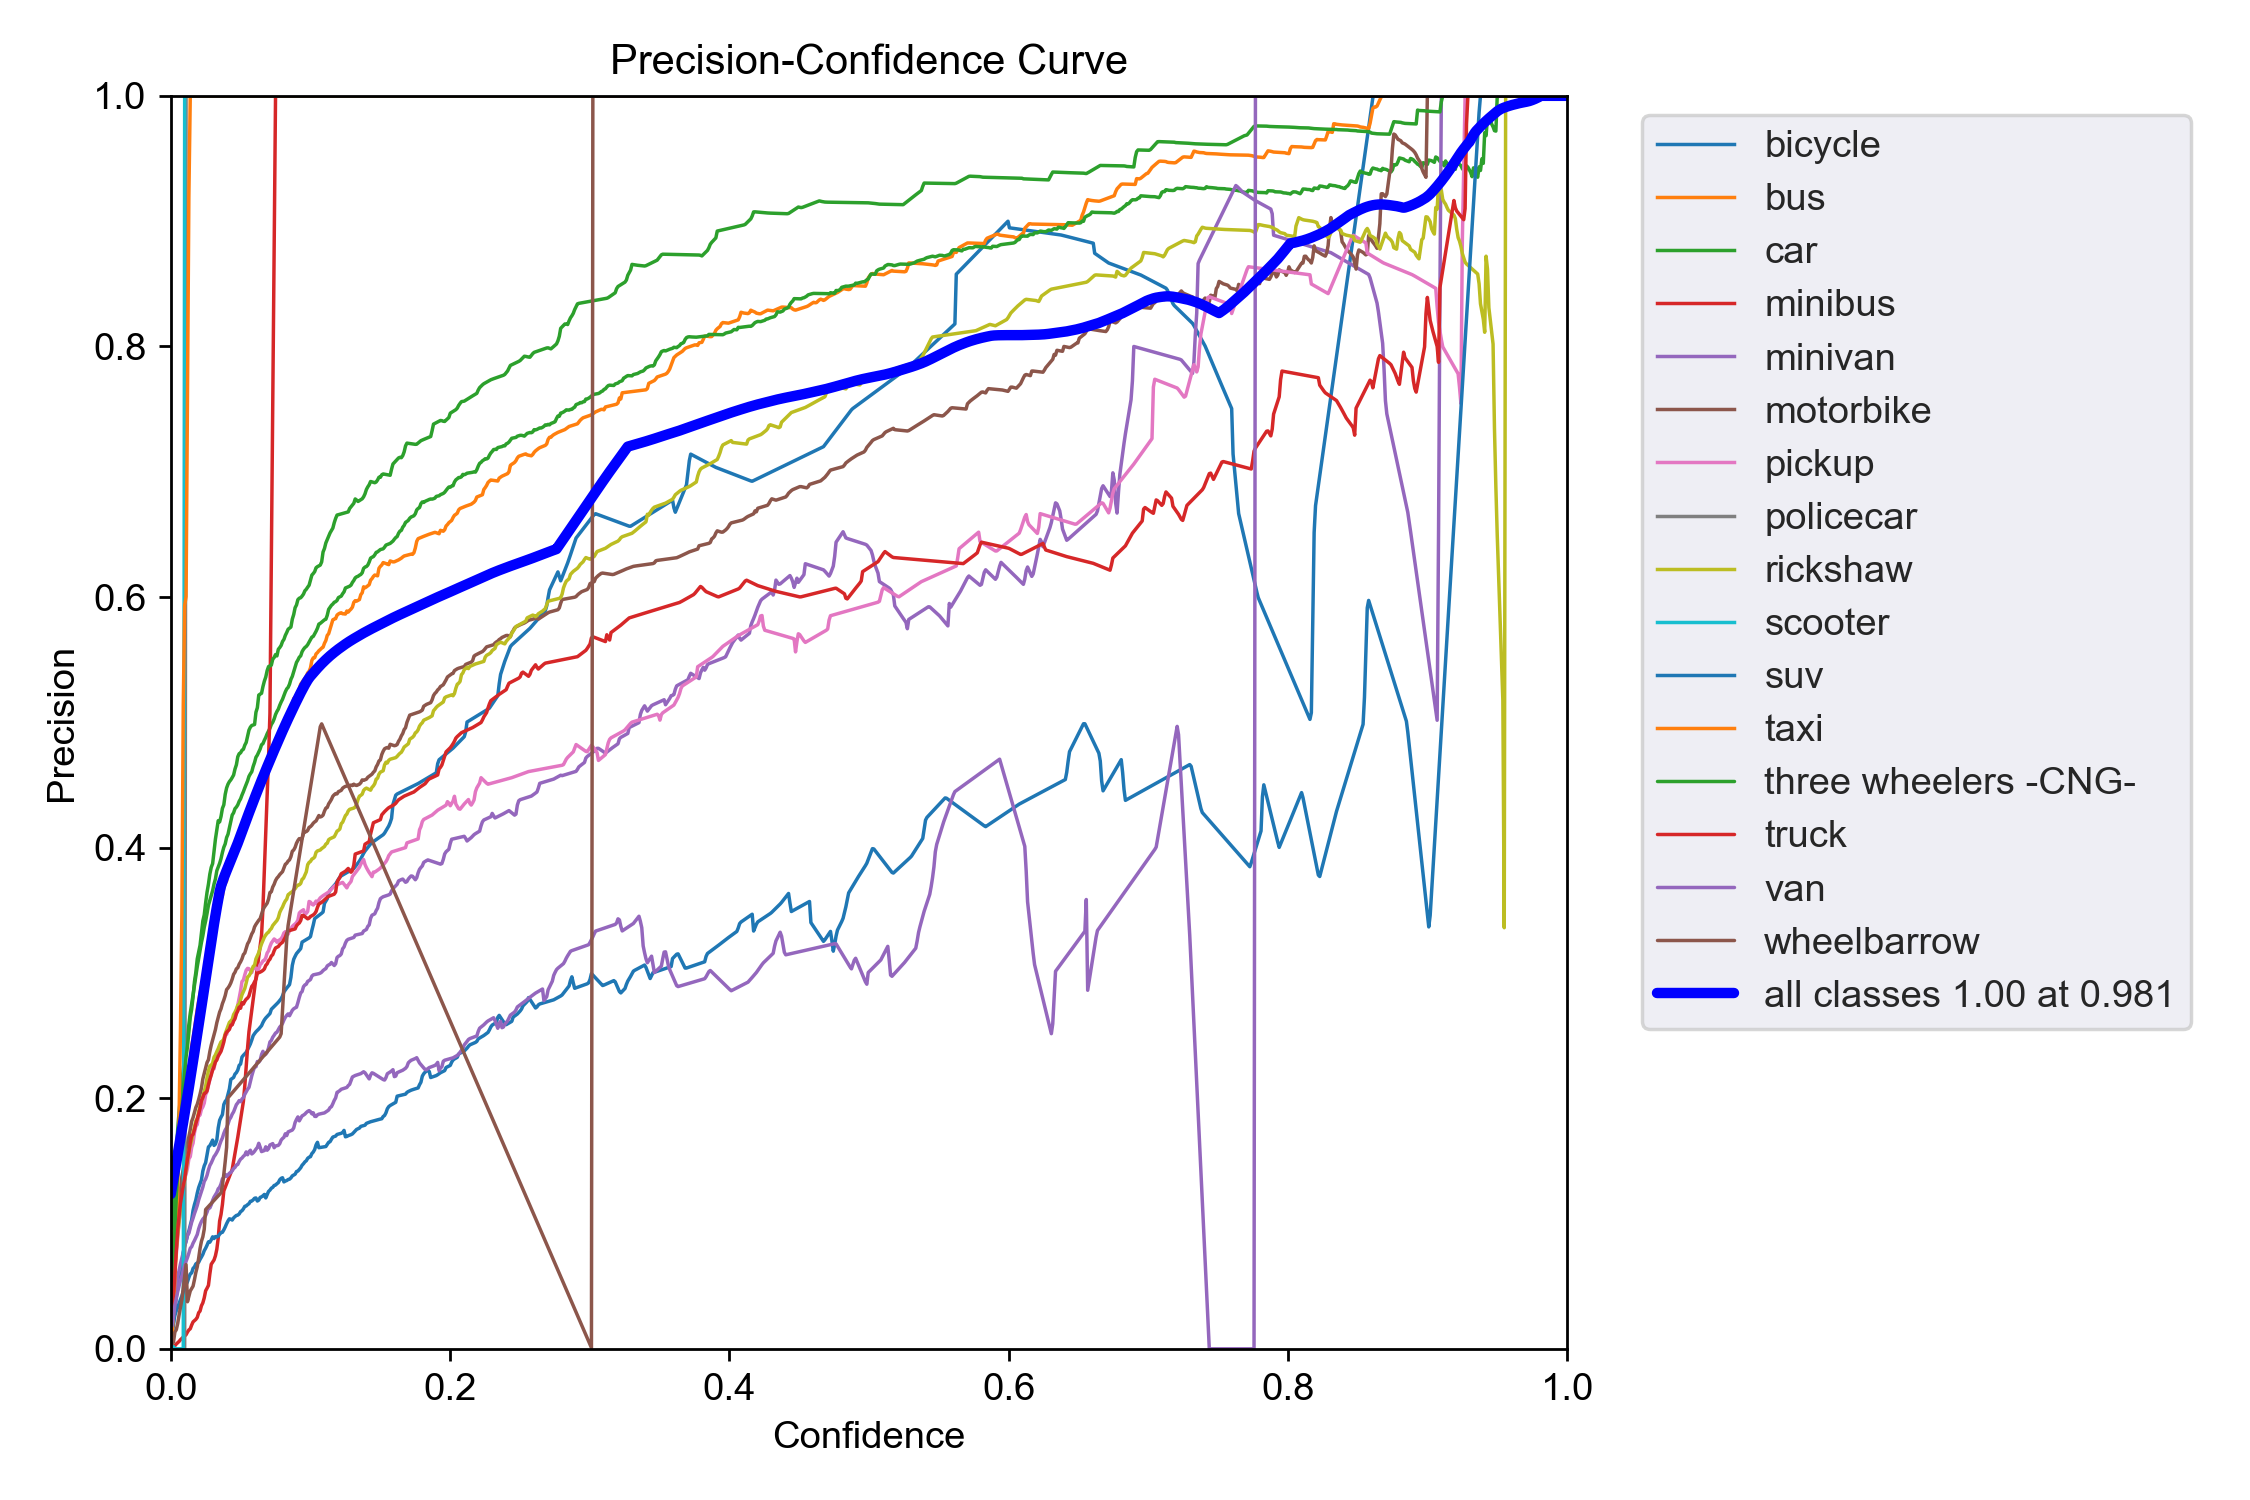 Precision-Confidence Curve
1.0
0.8
0.6
0.4
0.2
0.0
Precision
0.0 0.2 0.4 0.6 0.8 1.0
Confidence
bicycle
bus
car
minibus
minivan
motorbike
pickup
policecar
rickshaw
scooter
suv
taxi
three wheelers -CNG-
truck
van
wheelbarrow
all classes 1.00 at 0.981